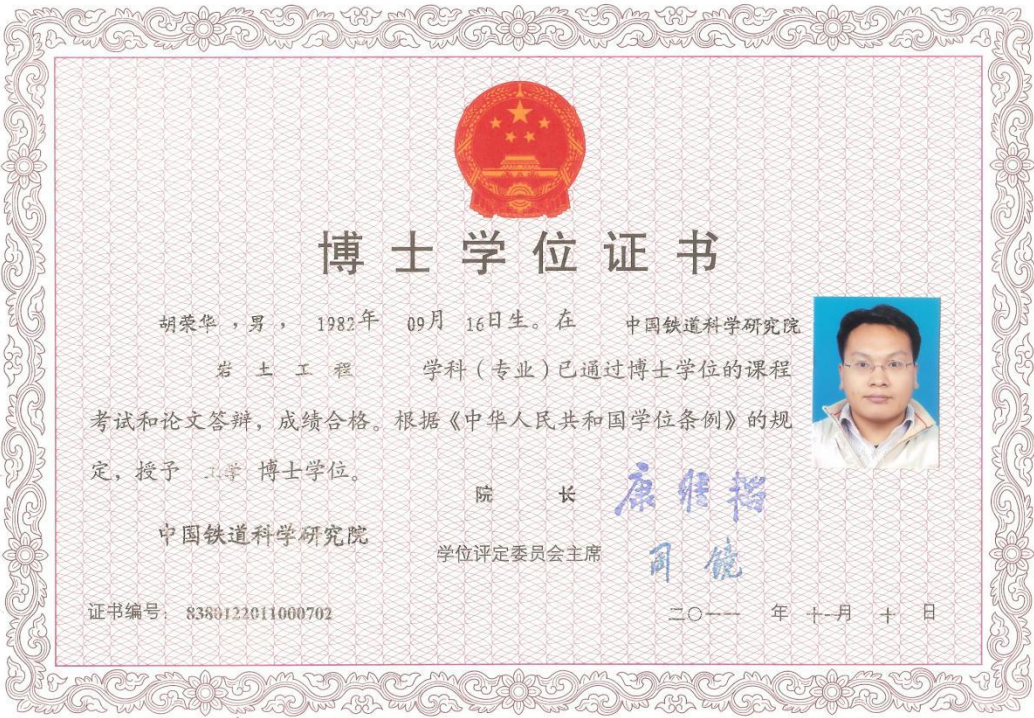 博士学位证书
胡荣华，男， 1982年 09月 16日生。在 中国铁道科学研究院
岩土工程 学科（专业）已通过博士学位的课程
考试和论文答辩，成绩合格。根据《中华人民共和国学位条例》的规
定，授予 工学 博士学位。
院 长
中国铁道科学研究院
学位评定委员会主席
证书编号： 8380122011000702
二〇一一 年 十一月 十 日